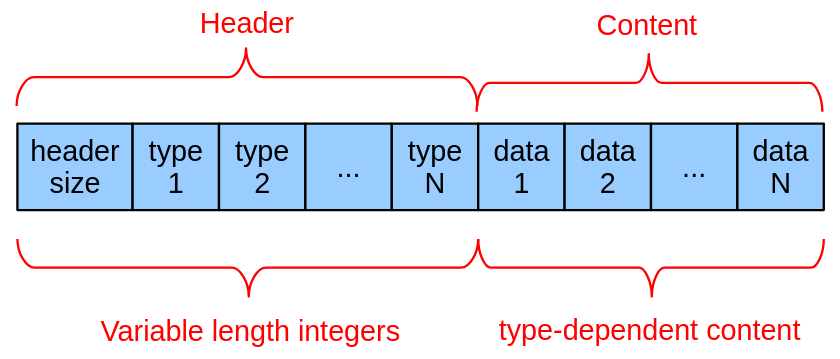 Header
Content
header
size
type
1
type
2
...
type
N
data
1
data
2
...
data
N
Variable length integers
type-dependent content